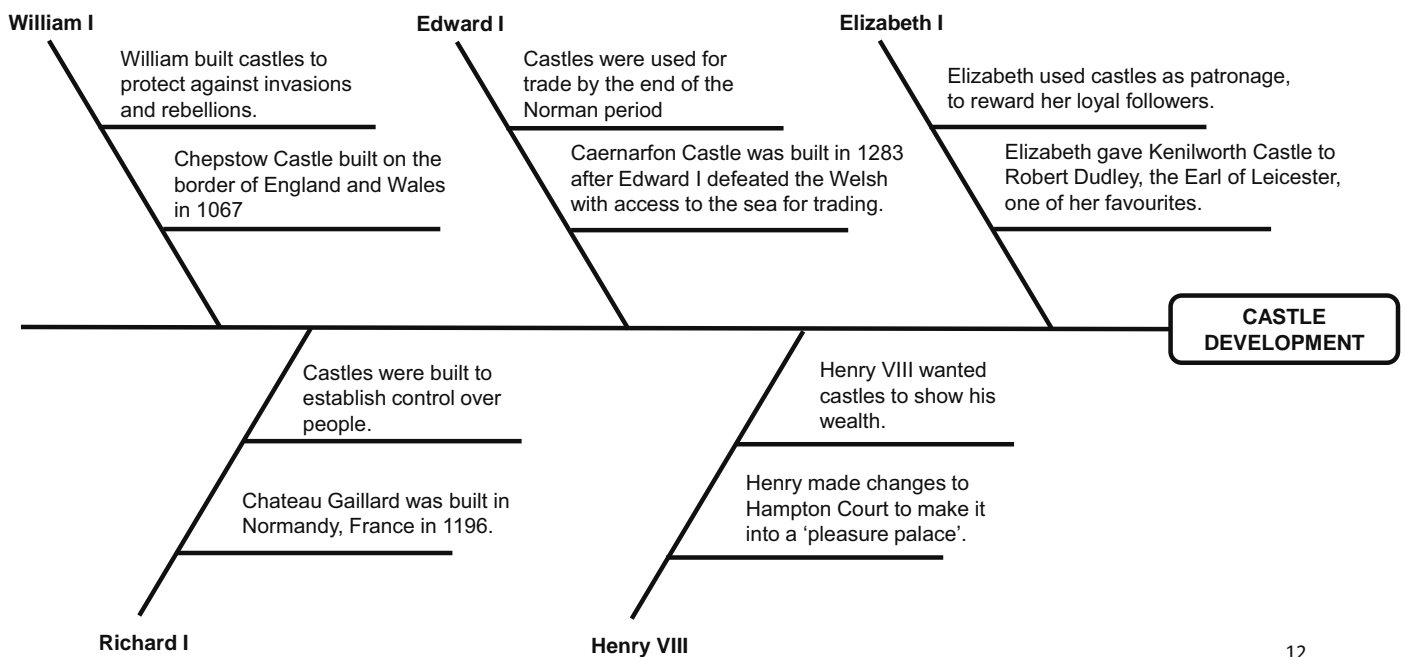 William I
William built castles to
protect against invasions
and rebellions.
Chepstow Castle built on the
border of England and Wales
in 1067
Edward I
Castles were used for
trade by the end of the
Norman period
Caernarfon Castle was built in 1283
after Edward I defeated the Welsh
with access to the sea for trading.
Elizabeth I
Elizabeth used castles as patronage,
to reward her loyal followers.
Elizabeth gave Kenilworth Castle to
Robert Dudley, the Earl of Leicester,
one of her favourites.
CASTLE
DEVELOPMENT
Castles were built to
establish control over
people.
Chateau Gaillard was built in
Normandy, France in 1196.
Richard I
Henry VIII wanted
castles to show his
wealth.
Henry made changes to
Hampton Court to make it
into a ‘pleasure palace’.
Henry VIII
12